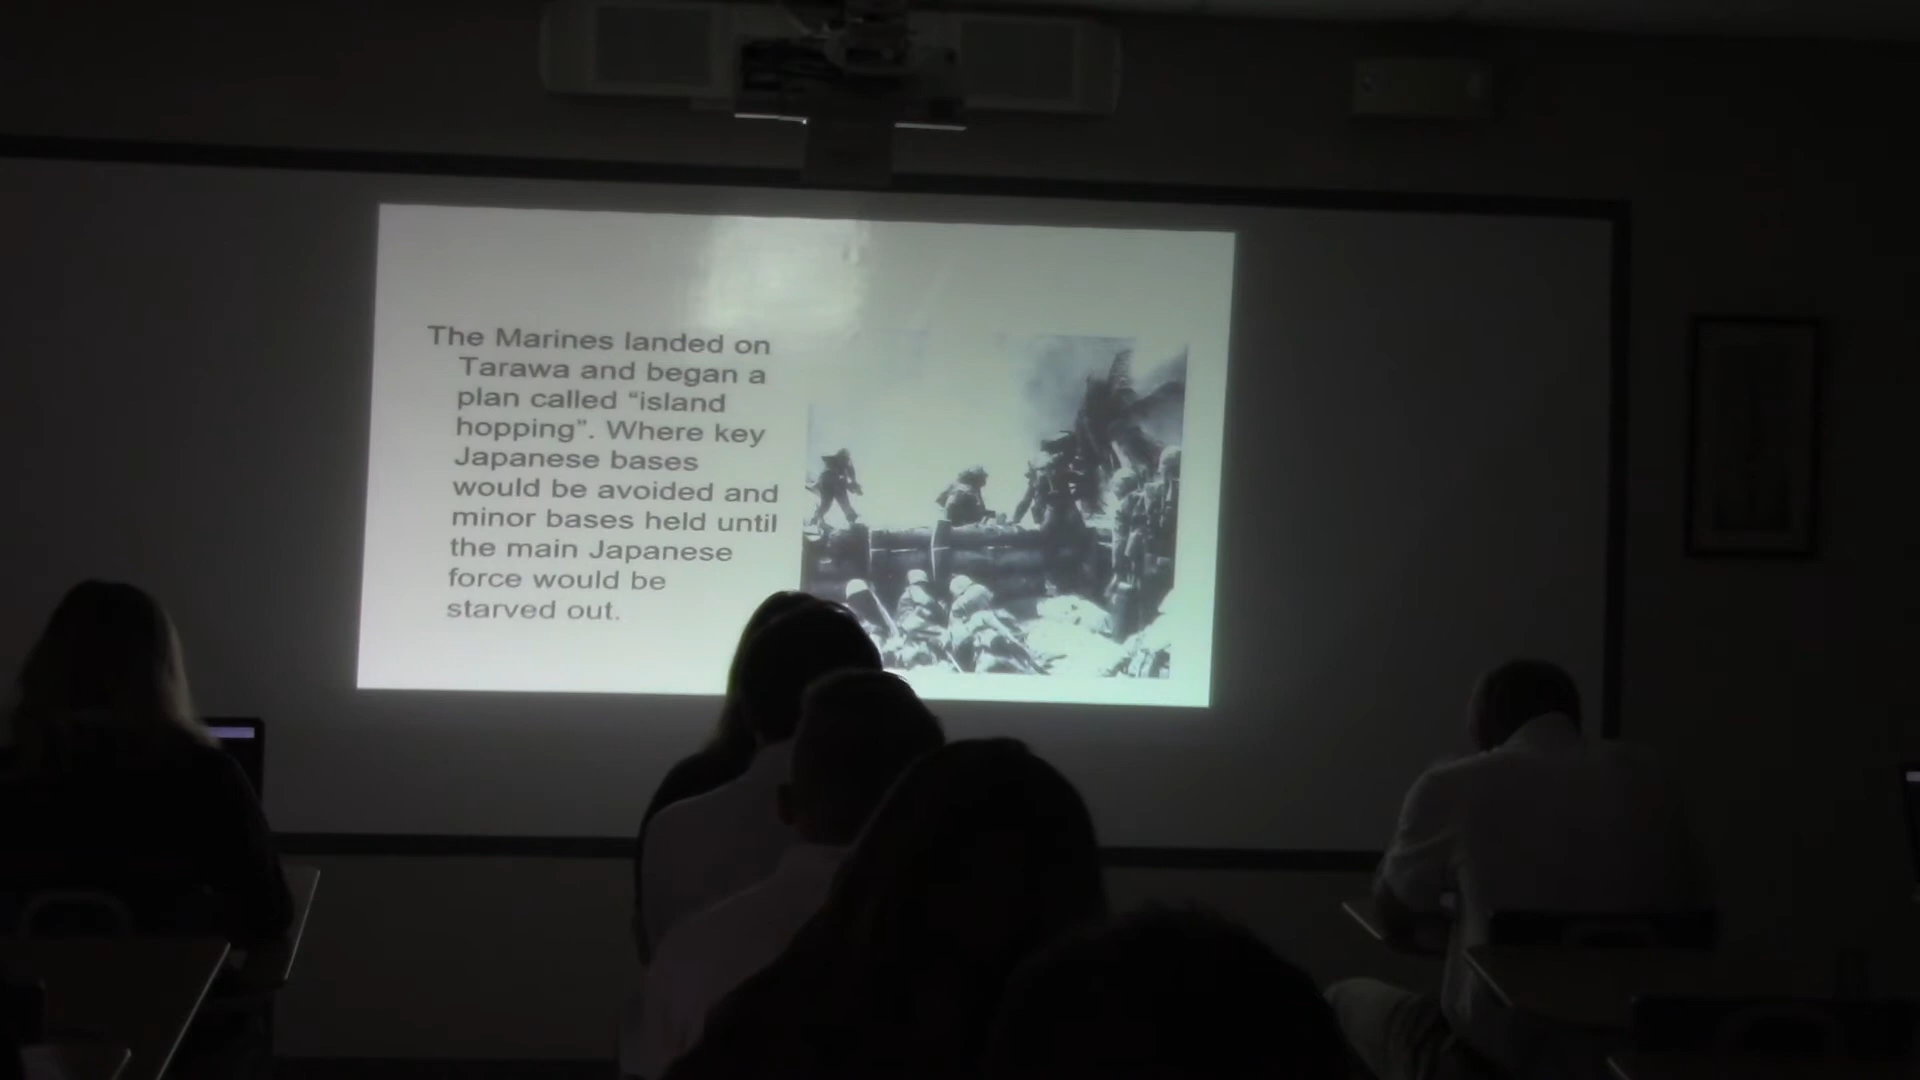 The Marines landed on
Tarawa and began a
plan called “island
hopping”. Where key
Japanese bases
would be avoided and
minor bases held until
the main Japanese
force would be
starved out.